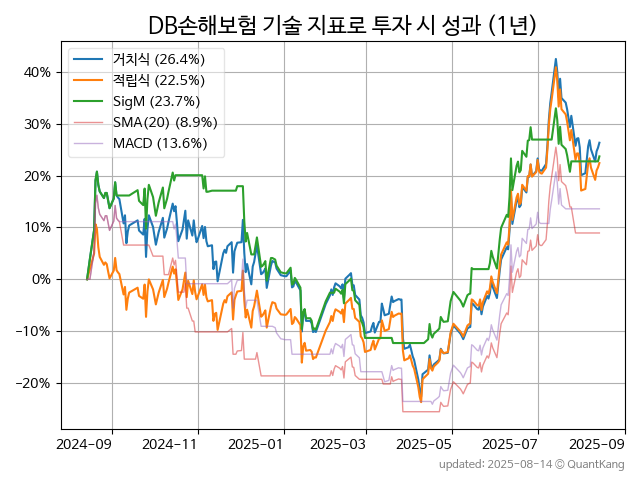 DB손해보험 기술 지표로 투자 시 성과 (1년)
거치식 (26.4%)
적립식 (22.5%)
SigM (23.7%)
SMA(20) (8.9%)
MACD (13.6%)
40%
30%
20%
10%
0%
−10%
−20%
2024-09 2024-11 2025-01 2025-03 2025-05 2025-07 2025-09
updated: 2025-08-14 © QuantKang